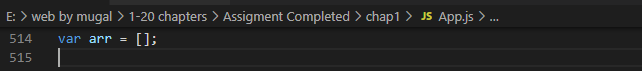 E: > web by mugal > 1-20 chapters > Assigment Completed > chap1 > JS App.js > ...
514 var arr = [];
515